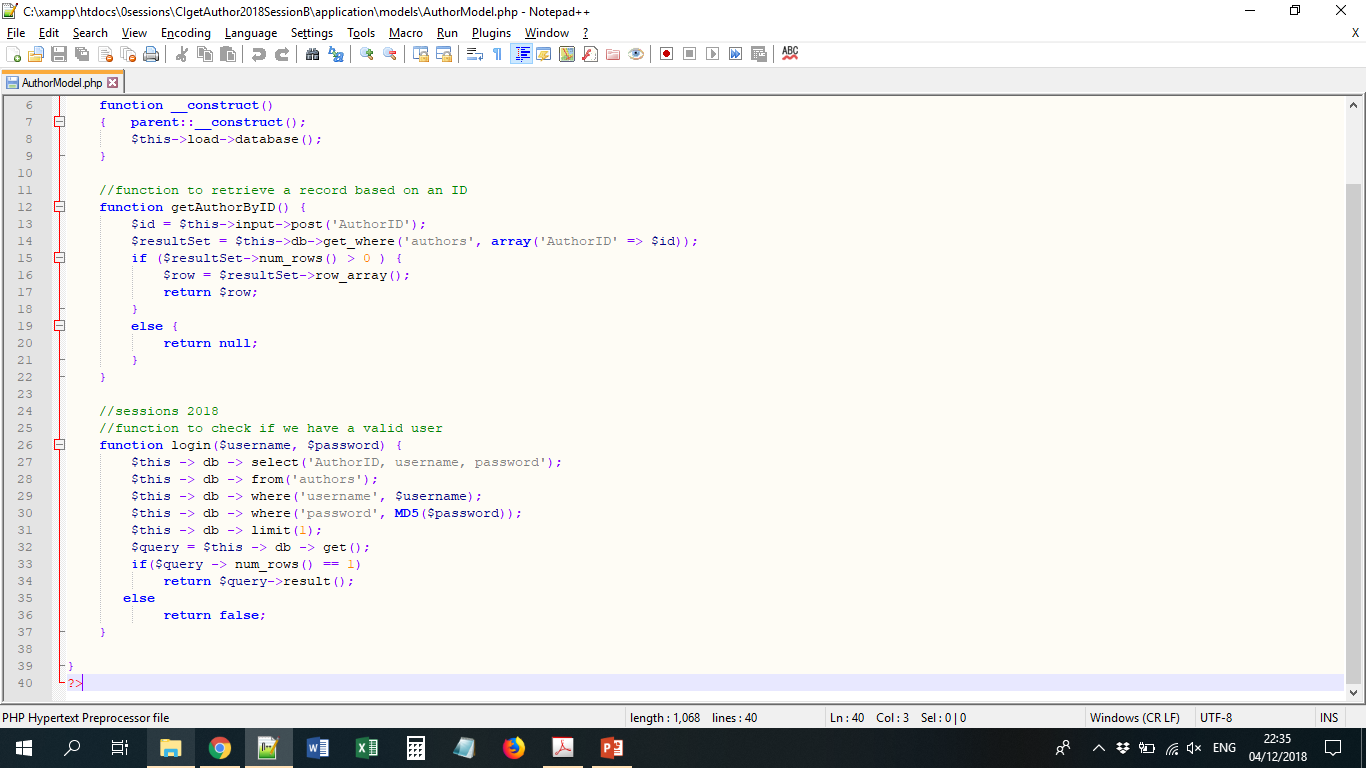 C:\xampp\htdocs\0sessions\CIgetAuthor2018SessionB\application\models\AuthorModel.php - Notepad++
File Edit Search View Encoding Language Settings Tools Macro Run Plugins Window ? X
ABC
AuthorModel.php
6 function __construct()
7 { parent::__construct();
8 $this->load->database();
9 }
10
11 //function to retrieve a record based on an ID
12 function getAuthorByID() {
13 $id = $this->input->post('AuthorID');
14 $resultSet = $this->db->get_where('authors', array('AuthorID' => $id));
15 if ($resultSet->num_rows() > 0 ) {
16 $row = $resultSet->row_array();
17 return $row;
18 }
19 else {
20 return null;
21 }
22 }
23
24 //sessions 2018
25 //function to check if we have a valid user
26 function login($username, $password) {
27 $this -> db -> select('AuthorID, username, password');
28 $this -> db -> from('authors');
29 $this -> db -> where('username', $username);
30 $this -> db -> where('password', MD5($password));
31 $this -> db -> limit(1);
32 $query = $this -> db -> get();
33 if($query -> num_rows() == 1)
34 return $query->result();
35 else
36 return false;
37 }
38
39 }
40 ?>
PHP Hypertext Preprocessor file length : 1,068 lines : 40 Ln : 40 Col : 3 Sel : 0 | 0 Windows (CR LF) UTF-8 INS
ENG 22:35
04/12/2018